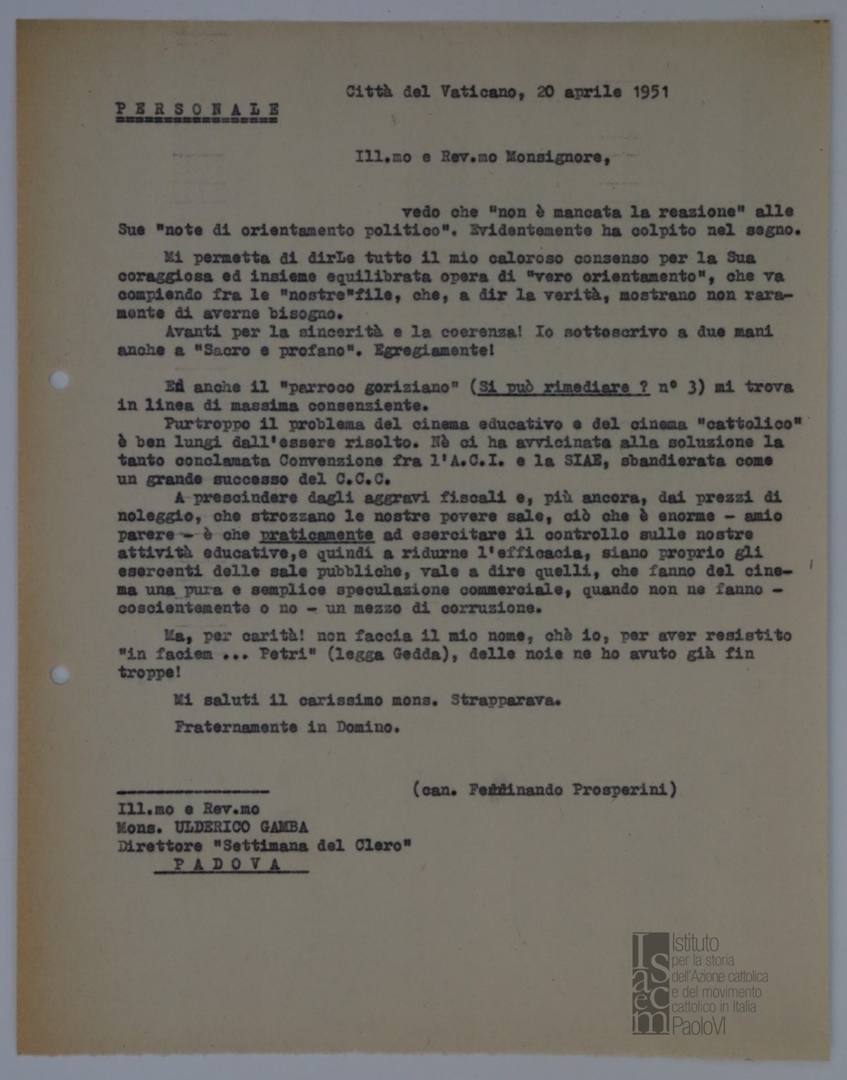 Città del Vaticano, 20 aprile 1951
PERSONALE
Ill.mo e Rev.mo Monsignore,
vedo che "non è mancata la reazione" alle
Sue "note di orientamento politico". Evidentemente ha colpito nel segno.
Mi permetta di dirLe tutto il mio caloroso consenso per la Sua
coraggiosa ed insieme equilibrata opera di "vero orientamento", che va
compiendo fra le "nostre"file, che, a dir la verità, mostrano non rara-
mente di averne bisogno.
Avanti per la sincerità e la coerenza! Io sottoscrivo a due mani
anche a "Sacro e profano". Egregiamente!
Ed anche il "parroco goriziano" (Si può rimediare ? n° 3) mi trova
in linea di massima consenziente.
Purtroppo il problema del cinema educativo e del cinema "cattolico"
è ben lungi dall'essere risolto. Nè ci ha avvicinata alla soluzione la
tanto conclamata Convenzione fra l'A.C.I. e la SIAE, sbandierata come
un grande successo del C.C.C.
A prescindere dagli aggravi fiscali e, più ancora, dai prezzi di
noleggio, che strozzano le nostre povere sale, ciò che è enorme - amio
parere - è che praticamente ad esercitare il controllo sulle nostre
attività educative,e quindi a ridurne l'efficacia, siano proprio gli
esercenti delle sale pubbliche, vale a dire quelli, che fanno del cine-
ma una pura e semplice speculazione commerciale, quando non ne fanno -
coscientemente o no - un mezzo di corruzione.
Ma, per carità! non faccia il mio nome, chè io, per aver resistito
"in faciem ... Petri" (legga Gedda), delle noie ne ho avuto già fin
troppe!
Mi saluti il carissimo mons. Strapparava.
Fraternamente in Domino.
(can. Ferdinando Prosperini)
Ill.mo e Rev.mo
Mons. ULDERICO GAMBA
Direttore "Settimana del Clero"
PADOVA
Isacem
Istituto
per la storia
dell'Azione cattolica
e del movimento
cattolico in Italia
PaoloVI